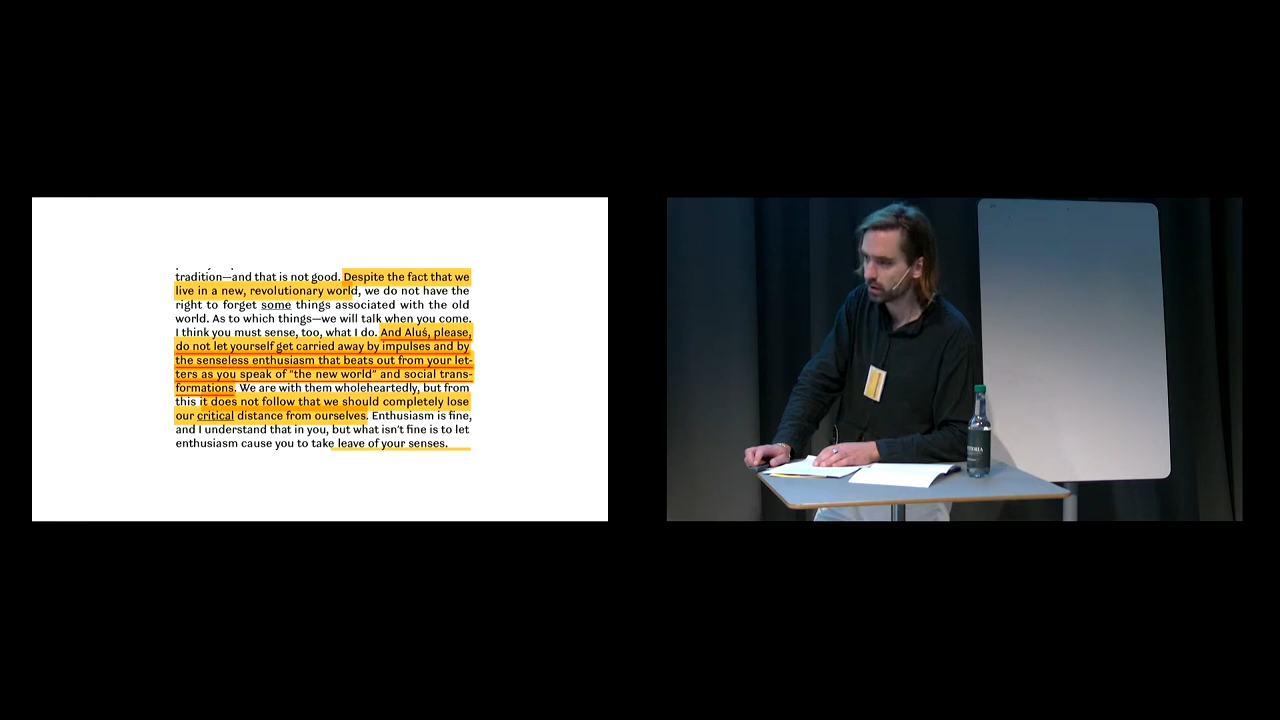 tradition—and that is not good. Despite the fact that we
live in a new, revolutionary world, we do not have the
right to forget some things associated with the old
world. As to which things—we will talk when you come.
I think you must sense, too, what I do. And Aluś, please,
do not let yourself get carried away by impulses and by
the senseless enthusiasm that beats out from your let-
ters as you speak of "the new world" and social trans-
formations. We are with them wholeheartedly, but from
this it does not follow that we should completely lose
our critical distance from ourselves. Enthusiasm is fine,
and I understand that in you, but what isn't fine is to let
enthusiasm cause you to take leave of your senses.